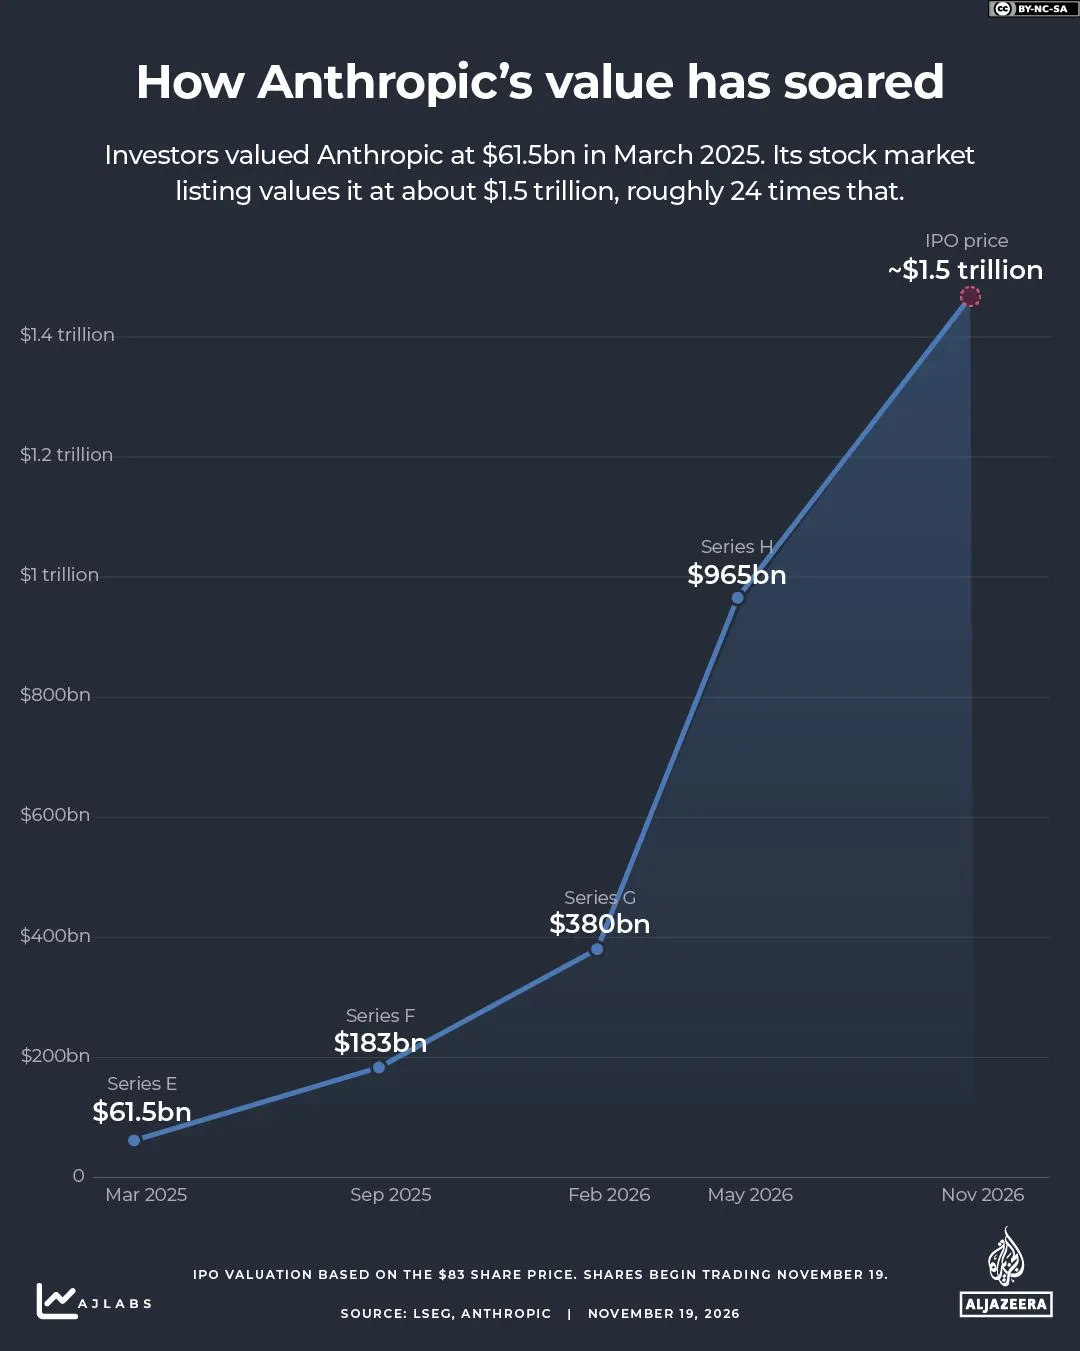 BY-NC-SA
How Anthropic’s value has soared
Investors valued Anthropic at $61.5bn in March 2025. Its stock market
listing values it at about $1.5 trillion, roughly 24 times that.
IPO price
~$1.5 trillion
$1.4 trillion
$1.2 trillion
Series H
$965bn
$1 trillion
$800bn
$600bn
Series G
$380bn
$400bn
Series F
$183bn
$200bn
Series E
$61.5bn
0
Mar 2025 Sep 2025 Feb 2026 May 2026 Nov 2026
IPO VALUATION BASED ON THE $83 SHARE PRICE. SHARES BEGIN TRADING NOVEMBER 19.
AJLABS
SOURCE: LSEG, ANTHROPIC | NOVEMBER 19, 2026
ALJAZEERA